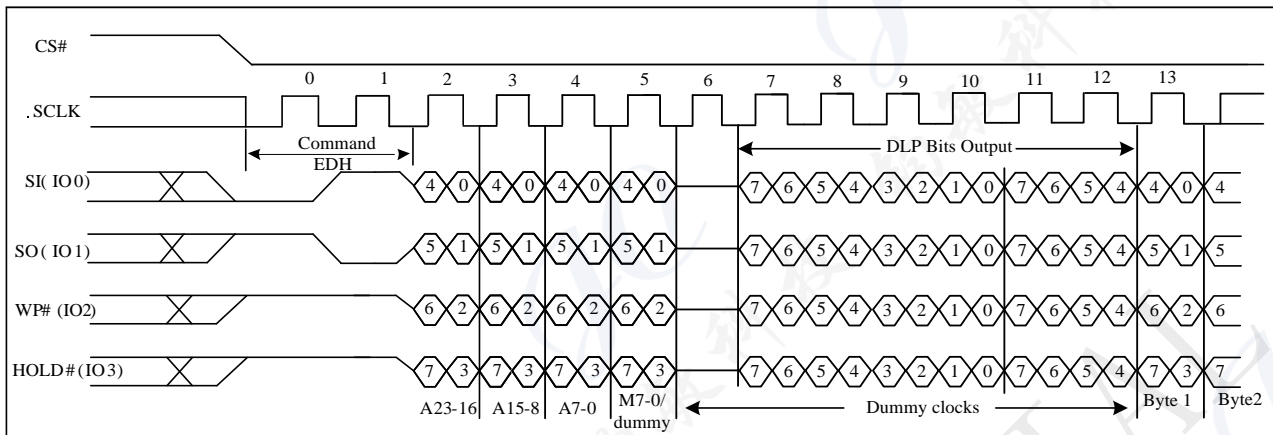 CS#
0 1 2 3 4 5 6 7 8 9 10 11 12 13
.SCLK
Command
EDH
DLP Bits Output
SI( IO0) 4 0 4 0 4 0 4 0 7 6 5 4 3 2 1 0 7 6 5 4 4 0 4
SO( IO1) 5 1 5 1 5 1 5 1 7 6 5 4 3 2 1 0 7 6 5 4 5 1 5
WP# (IO2) 6 2 6 2 6 2 6 2 7 6 5 4 3 2 1 0 7 6 5 4 6 2 6
HOLD# (IO3) 7 3 7 3 7 3 7 3 7 6 5 4 3 2 1 0 7 6 5 4 7 3 7
A23-16 A15-8 A7-0 M7-0/
dummy
Dummy clocks
Byte 1 Byte2